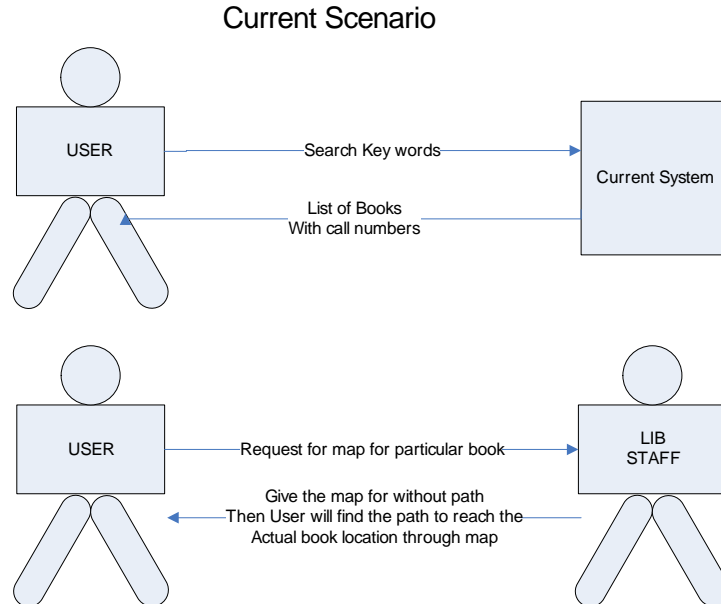 Current Scenario
USER
Search Key words
Current System
List of Books
With call numbers
USER
Request for map for particular book
LIB
STAFF
Give the map for without path
Then User will find the path to reach the
Actual book location through map